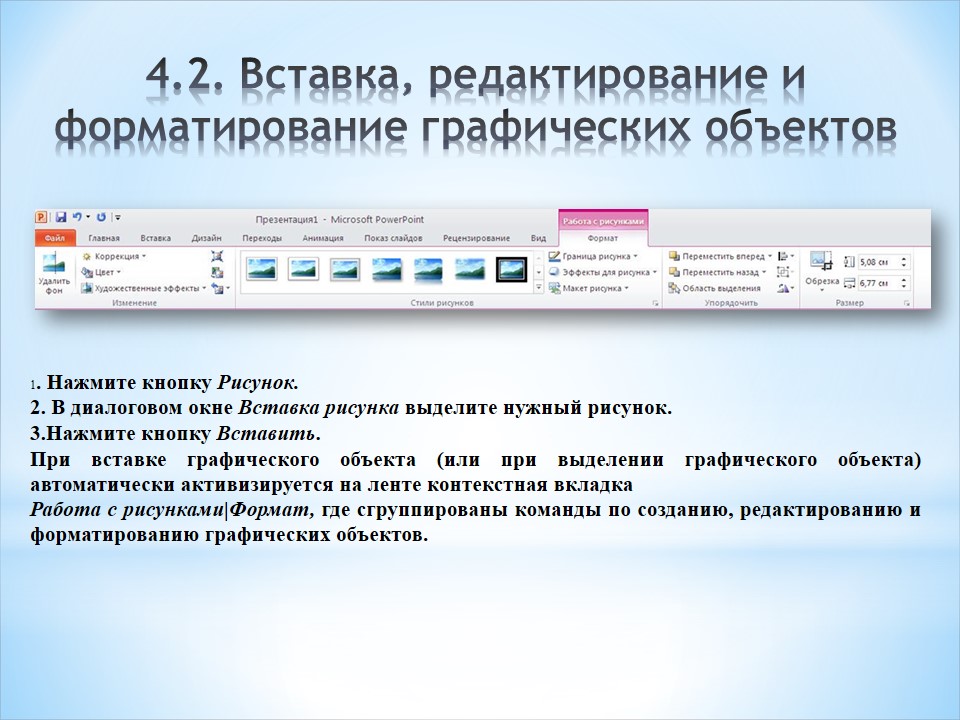 4.2. Вставка, редактирование и
форматирование графических объектов
Презентация1 - Microsoft PowerPoint
Работа с рисунками
Файл Главная Вставка Дизайн Переходы Анимация Показ слайдов Рецензирование Вид Формат
Удалить фон
Коррекция
Цвет
Художественные эффекты
Изменение
Стили рисунков
Граница рисунка
Эффекты для рисунка
Макет рисунка
Переместить вперед
Переместить назад
Область выделения
Упорядочить
Обрезка
5,08 см
6,77 см
Размер
1. Нажмите кнопку Рисунок.
2. В диалоговом окне Вставка рисунка выделите нужный рисунок.
3.Нажмите кнопку Вставить.
При вставке графического объекта (или при выделении графического объекта)
автоматически активизируется на ленте контекстная вкладка
Работа с рисунками|Формат, где сгруппированы команды по созданию, редактированию и
форматированию графических объектов.